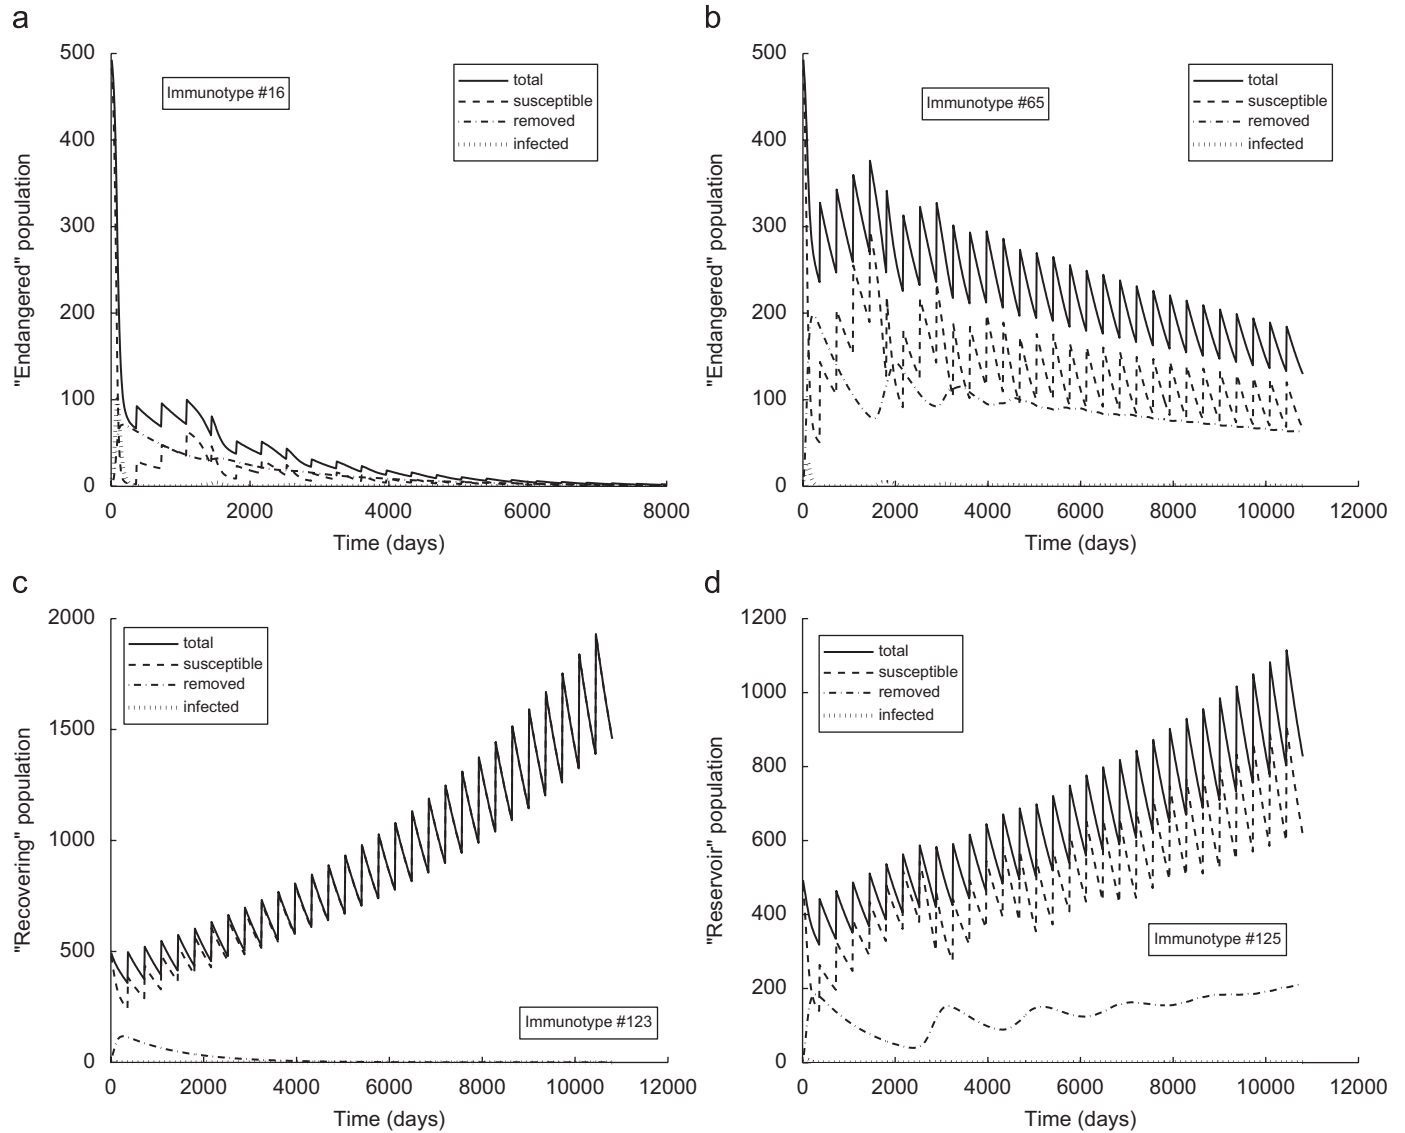 a
500
400
300
200
100
0
"Endangered" population
Immunotype #16
total
susceptible
removed
infected
0 2000 4000 6000 8000
Time (days)
b
500
400
300
200
100
0
"Endangered" population
Immunotype #65
total
susceptible
removed
infected
0 2000 4000 6000 8000 10000 12000
Time (days)
c
2000
1500
1000
500
0
"Recovering" population
total
susceptible
removed
infected
Immunotype #123
0 2000 4000 6000 8000 10000 12000
Time (days)
d
1200
1000
800
600
400
200
0
"Reservoir" population
total
susceptible
removed
infected
Immunotype #125
0 2000 4000 6000 8000 10000 12000
Time (days)